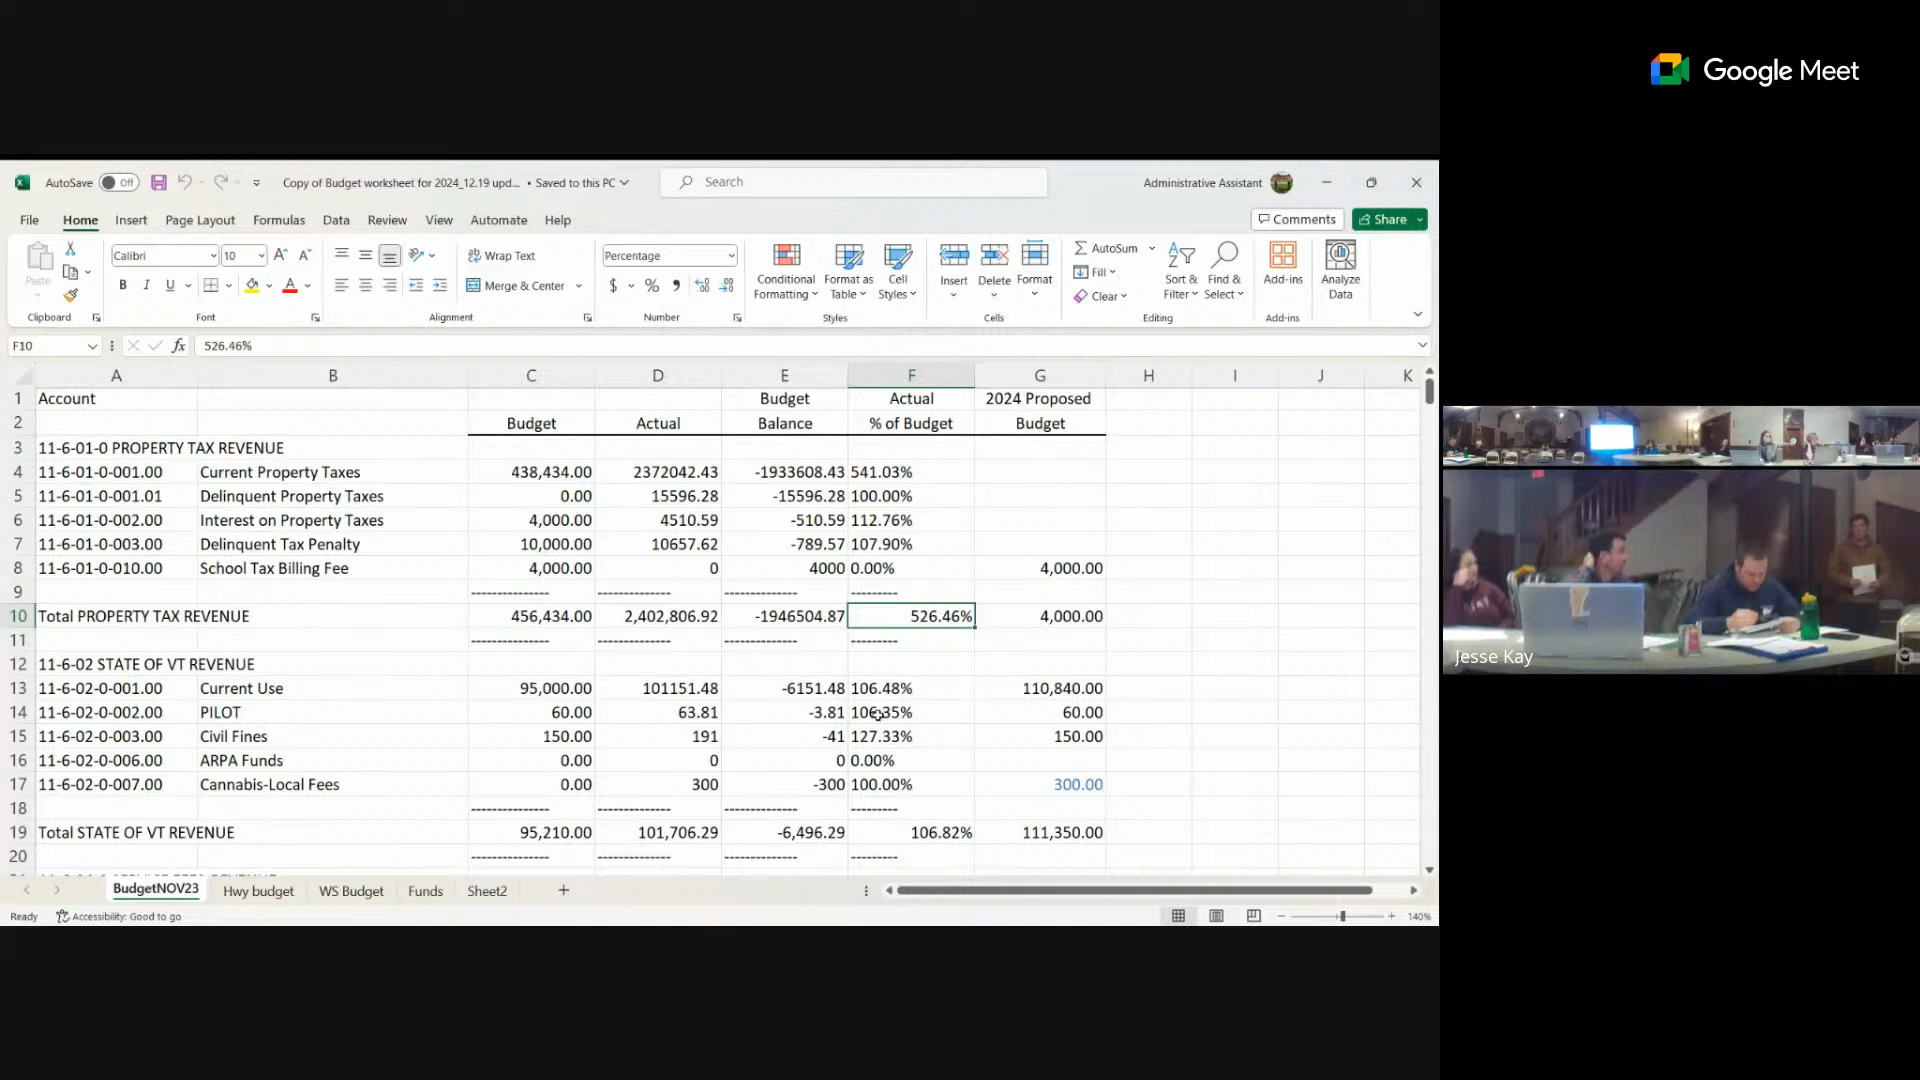 Google Meet
AutoSave Off Copy of Budget worksheet for 2024_12.19 upd... • Saved to this PC Search Administrative Assistant
File Home Insert Page Layout Formulas Data Review View Automate Help Comments Share
Paste Calibri 10 Wrap Text Percentage Conditional Formatting Format as Table Cell Styles Insert Delete Format AutoSum Sort & Filter Find & Select Add-ins Analyze Data
B I U Merge & Center $ % Fill
Clear
Clipboard Font Alignment Number Styles Cells Editing Add-ins
F10 fx 526.46%
A B C D E F G H I J K
1 Account Budget Actual 2024 Proposed
2 Budget Actual Balance % of Budget Budget
3 11-6-01-0 PROPERTY TAX REVENUE
4 11-6-01-0-001.00 Current Property Taxes 438,434.00 2372042.43 -1933608.43 541.03%
5 11-6-01-0-001.01 Delinquent Property Taxes 0.00 15596.28 -15596.28 100.00%
6 11-6-01-0-002.00 Interest on Property Taxes 4,000.00 4510.59 -510.59 112.76%
7 11-6-01-0-003.00 Delinquent Tax Penalty 10,000.00 10657.62 -789.57 107.90%
8 11-6-01-0-010.00 School Tax Billing Fee 4,000.00 0 4000 0.00% 4,000.00
9 --------------- -------------- -------------- ---------
10 Total PROPERTY TAX REVENUE 456,434.00 2,402,806.92 -1946504.87 526.46% 4,000.00
11 --------------- -------------- -------------- ---------
12 11-6-02 STATE OF VT REVENUE
13 11-6-02-0-001.00 Current Use 95,000.00 101151.48 -6151.48 106.48% 110,840.00
14 11-6-02-0-002.00 PILOT 60.00 63.81 -3.81 106.35% 60.00
15 11-6-02-0-003.00 Civil Fines 150.00 191 -41 127.33% 150.00
16 11-6-02-0-006.00 ARPA Funds 0.00 0 0 0.00%
17 11-6-02-0-007.00 Cannabis-Local Fees 0.00 300 -300 100.00% 300.00
18 --------------- -------------- -------------- ---------
19 Total STATE OF VT REVENUE 95,210.00 101,706.29 -6,496.29 106.82% 111,350.00
20 --------------- -------------- -------------- ---------
BudgetNOV23 Hwy budget WS Budget Funds Sheet2
Ready Accessibility: Good to go 140%
Jesse Kay